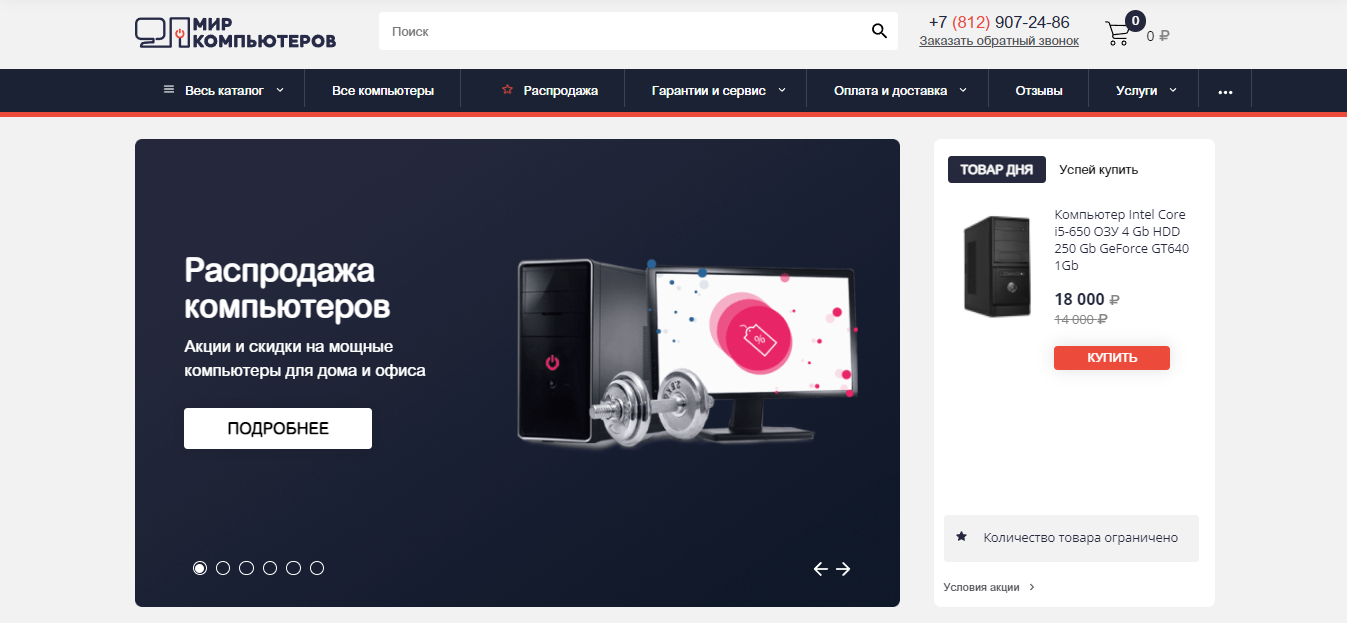 МИР
КОМПЬЮТЕРОВ
Поиск
+7 (812) 907-24-86
Заказать обратный звонок
0
0 ₽
Весь каталог
Все компьютеры
Распродажа
Гарантии и сервис
Оплата и доставка
Отзывы
Услуги
...
Распродажа
компьютеров
Акции и скидки на мощные
компьютеры для дома и офиса
ПОДРОБНЕЕ
%
ТОВАР ДНЯ
Успей купить
Компьютер Intel Core
i5-650 ОЗУ 4 Gb HDD
250 Gb GeForce GT640
1Gb
18 000 ₽
14 000 ₽
КУПИТЬ
Количество товара ограничено
Условия акции